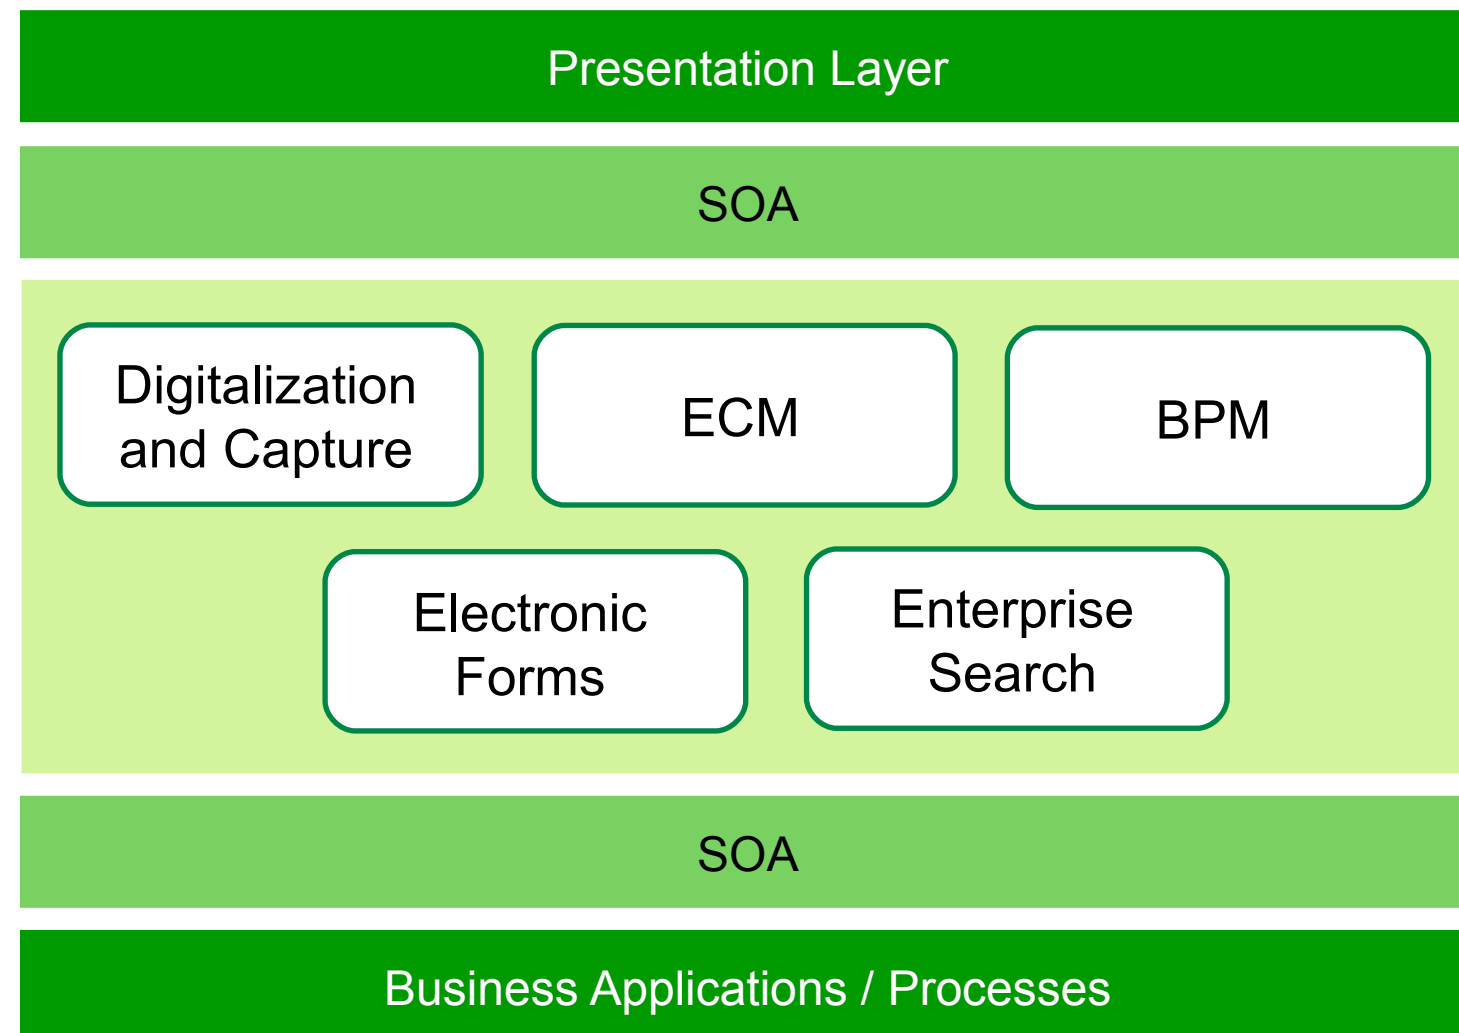 Presentation Layer
SOA
Digitalization
and Capture
ECM
BPM
Electronic
Forms
Enterprise
Search
SOA
Business Applications / Processes